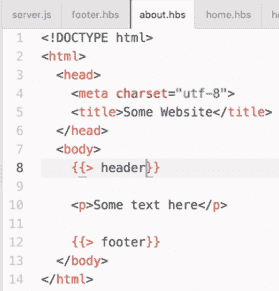 server.js footer.hbs about.hbs home.hbs
1 <!DOCTYPE html>
2 <html>
3 <head>
4 <meta charset="utf-8">
5 <title>Some Website</title>
6 </head>
7 <body>
8 {{> header}}
9
10 <p>Some text here</p>
11
12 {{> footer}}
13 </body>
14 </html>